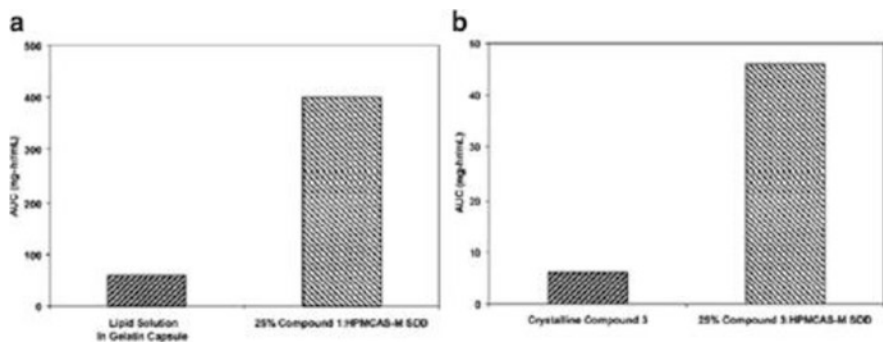 a
500
400
300
200
100
0
AUC (ng-hr/mL)
Lipid Solution
In Gelatin Capsule
25% Compound 1:HPMCAS-M SDD
b
50
40
30
20
10
0
AUC (ng-hr/mL)
Crystalline Compound 3
25% Compound 3:HPMCAS-M SDD